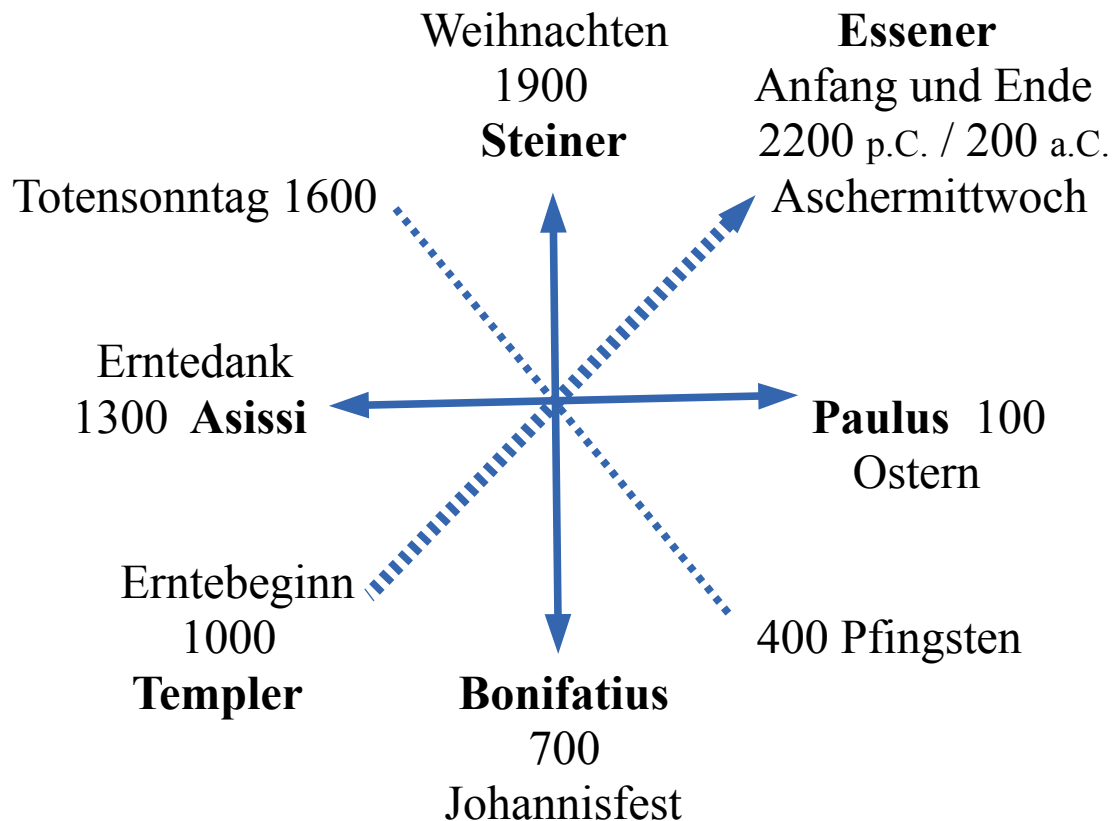 Weihnachten
1900
Steiner
Essener
Anfang und Ende
2200 p.C. / 200 a.C.
Aschermittwoch
Totensonntag 1600
Erntedank
1300 Asissi
Paulus 100
Ostern
Erntebeginn
1000
Templer
400 Pfingsten
Bonifatius
700
Johannisfest